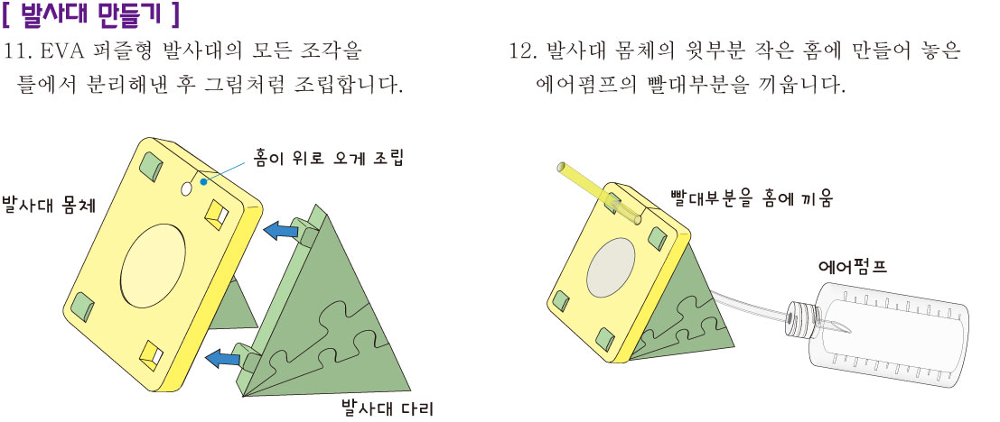 [ 발사대 만들기 ]
11. EVA 퍼즐형 발사대의 모든 조각을
틀에서 분리해낸 후 그림처럼 조립합니다.
홈이 위로 오게 조립
발사대 몸체
발사대 다리
12. 발사대 몸체의 윗부분 작은 홈에 만들어 놓은
에어펌프의 빨대부분을 끼웁니다.
빨대부분을 홈에 끼움
에어펌프